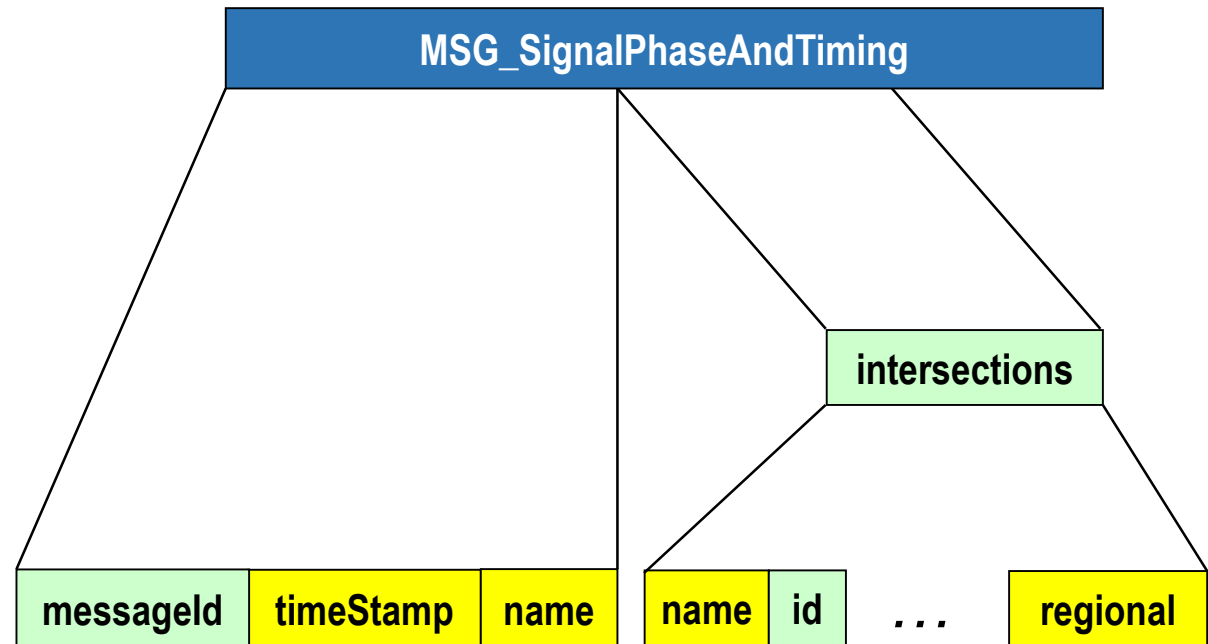 MSG_SignalPhaseAndTiming
intersections
messageId timeStamp name name id ... regional